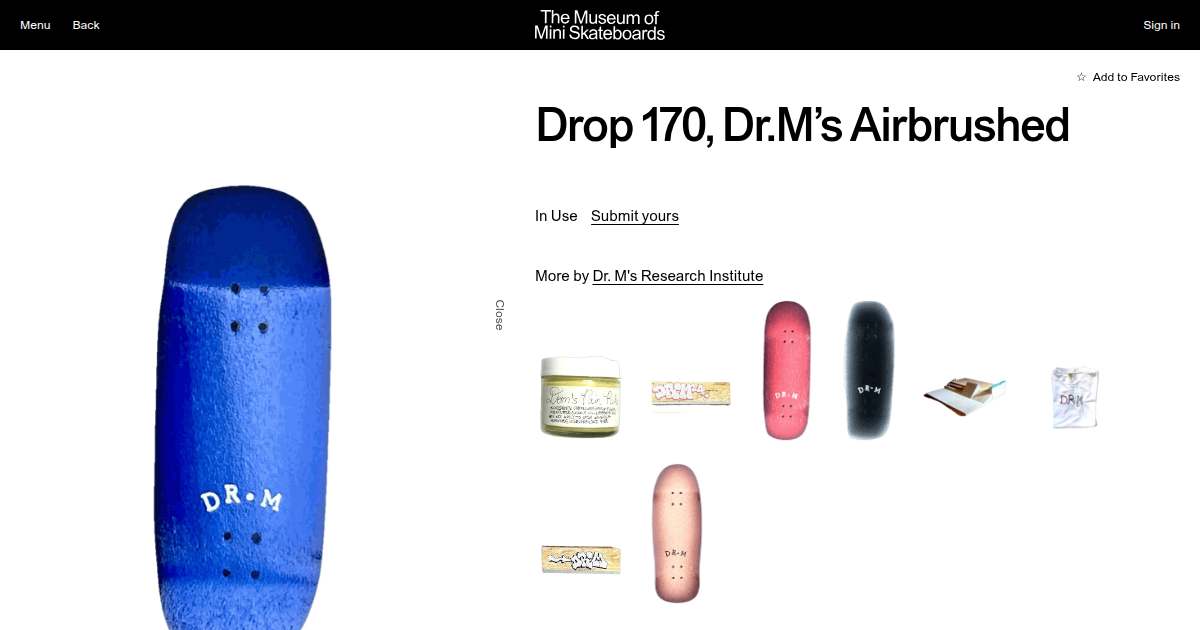 Menu
Back
The Museum of
Mini Skateboards
Sign in
☆ Add to Favorites
Drop 170, Dr.M’s Airbrushed
In Use
Submit yours
More by Dr. M's Research Institute
Close
DR•M
DR•M
DR•M
DR.M
DR•M